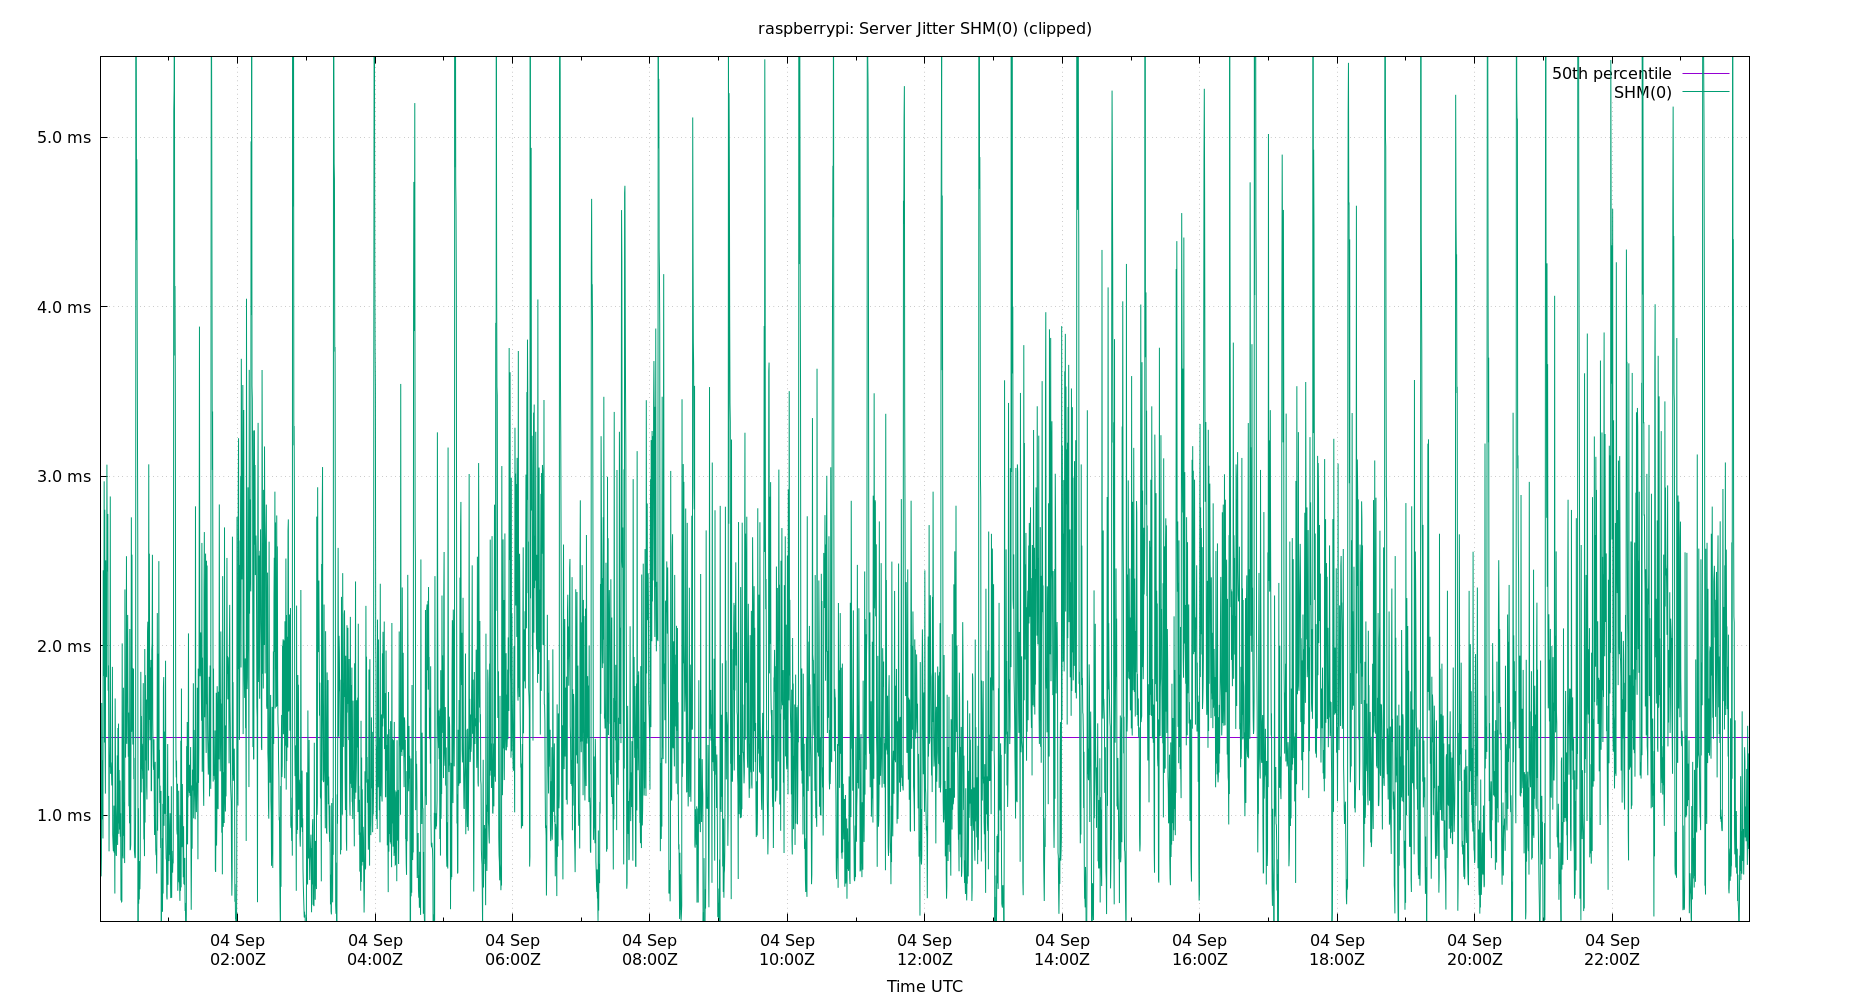 raspberrypi: Server Jitter SHM(0) (clipped)
50th percentile
SHM(0)
5.0 ms
4.0 ms
3.0 ms
2.0 ms
1.0 ms
04 Sep 04 Sep 04 Sep 04 Sep 04 Sep 04 Sep 04 Sep 04 Sep 04 Sep 04 Sep 04 Sep
02:00Z 04:00Z 06:00Z 08:00Z 10:00Z 12:00Z 14:00Z 16:00Z 18:00Z 20:00Z 22:00Z
Time UTC